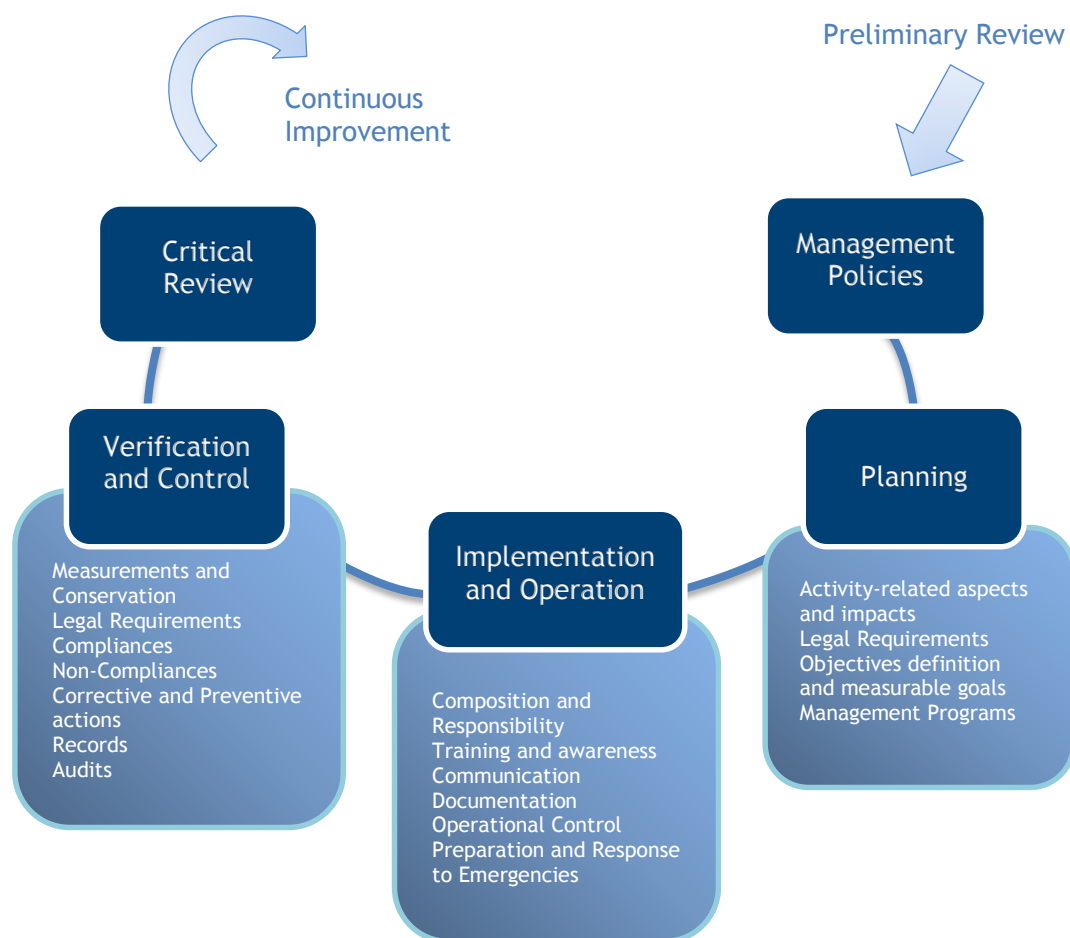 Preliminary Review
Continuous
Improvement
Critical
Review
Management
Policies
Verification
and Control
Planning
Implementation
and Operation
Measurements and
Conservation
Legal Requirements
Compliances
Non-Compliances
Corrective and Preventive
actions
Records
Audits
Composition and
Responsibility
Training and awareness
Communication
Documentation
Operational Control
Preparation and Response
to Emergencies
Activity-related aspects
and impacts
Legal Requirements
Objectives definition
and measurable goals
Management Programs